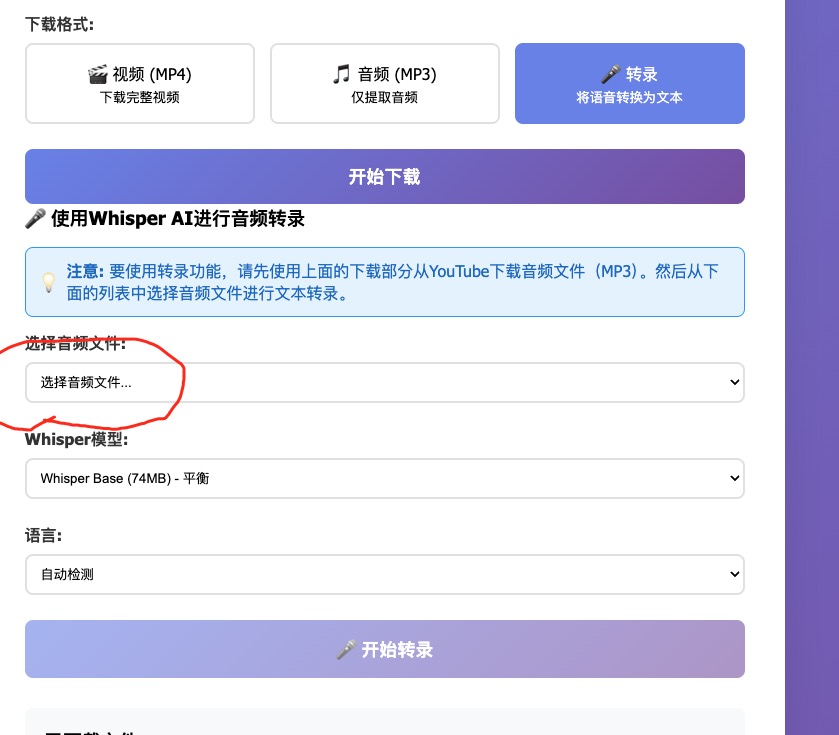 下载格式:
🎬 视频 (MP4)
下载完整视频
🎵 音频 (MP3)
仅提取音频
🎤 转录
将语音转换为文本
开始下载
🎤 使用Whisper AI进行音频转录
💡 注意: 要使用转录功能，请先使用上面的下载部分从YouTube下载音频文件（MP3）。然后从下
面的列表中选择音频文件进行文本转录。
选择音频文件:
选择音频文件...
Whisper模型:
Whisper Base (74MB) - 平衡
语言:
自动检测
🎤 开始转录